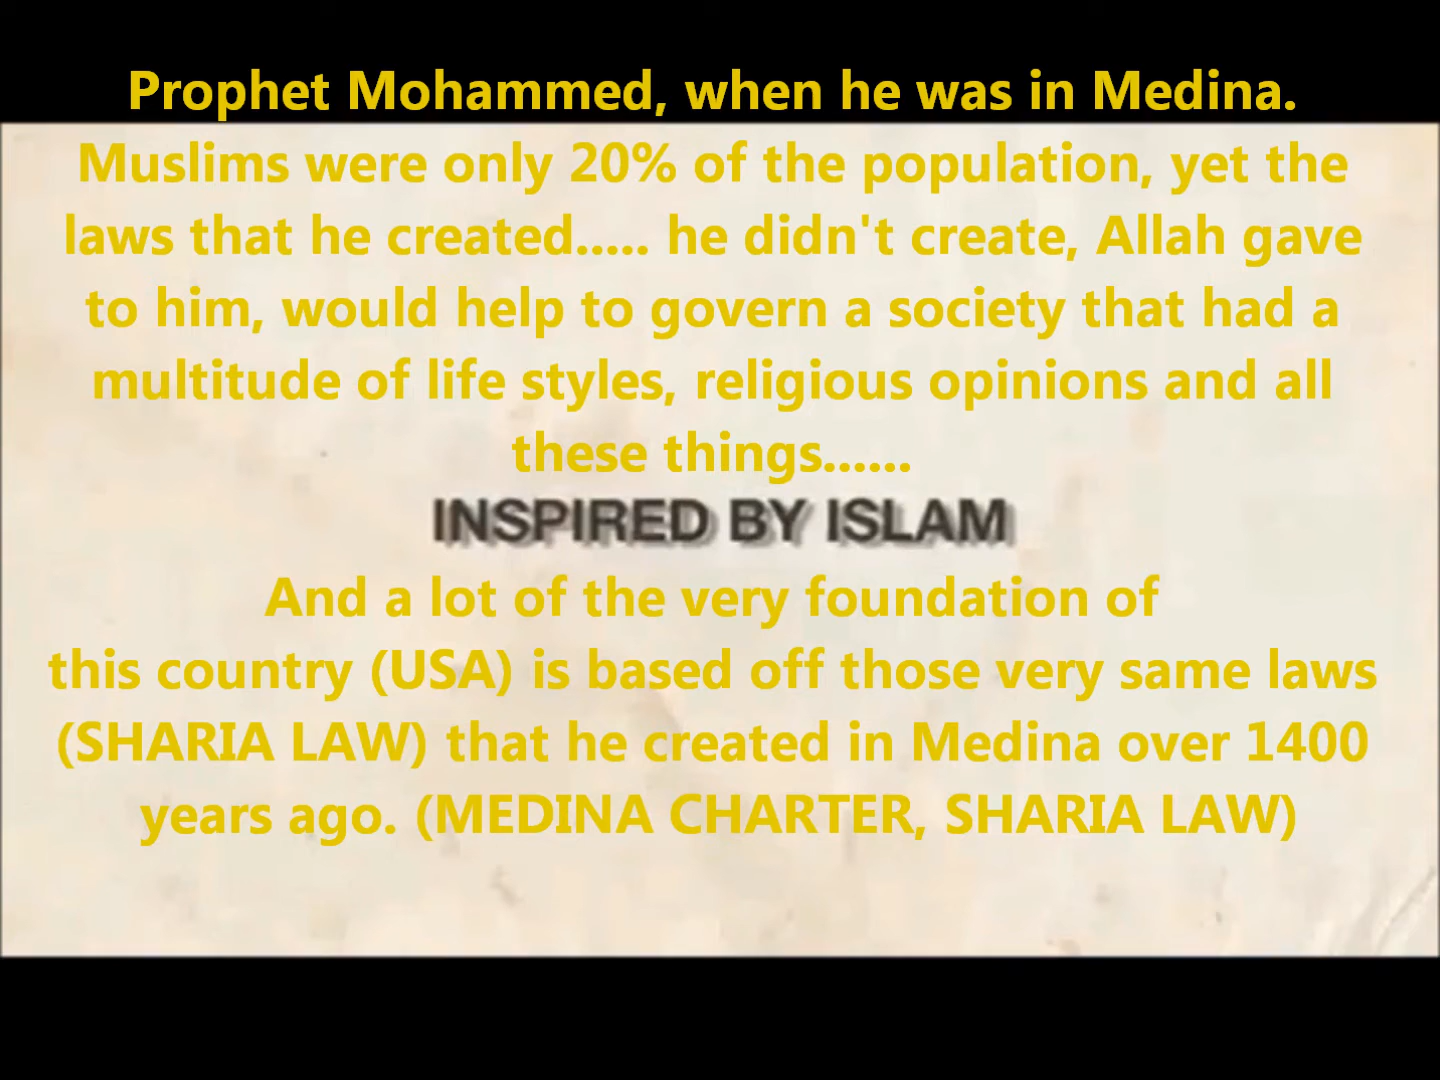 Prophet Mohammed, when he was in Medina.
Muslims were only 20% of the population, yet the
laws that he created..... he didn't create, Allah gave
to him, would help to govern a society that had a
multitude of life styles, religious opinions and all
these things......
INSPIRED BY ISLAM
And a lot of the very foundation of
this country (USA) is based off those very same laws
(SHARIA LAW) that he created in Medina over 1400
years ago. (MEDINA CHARTER, SHARIA LAW)